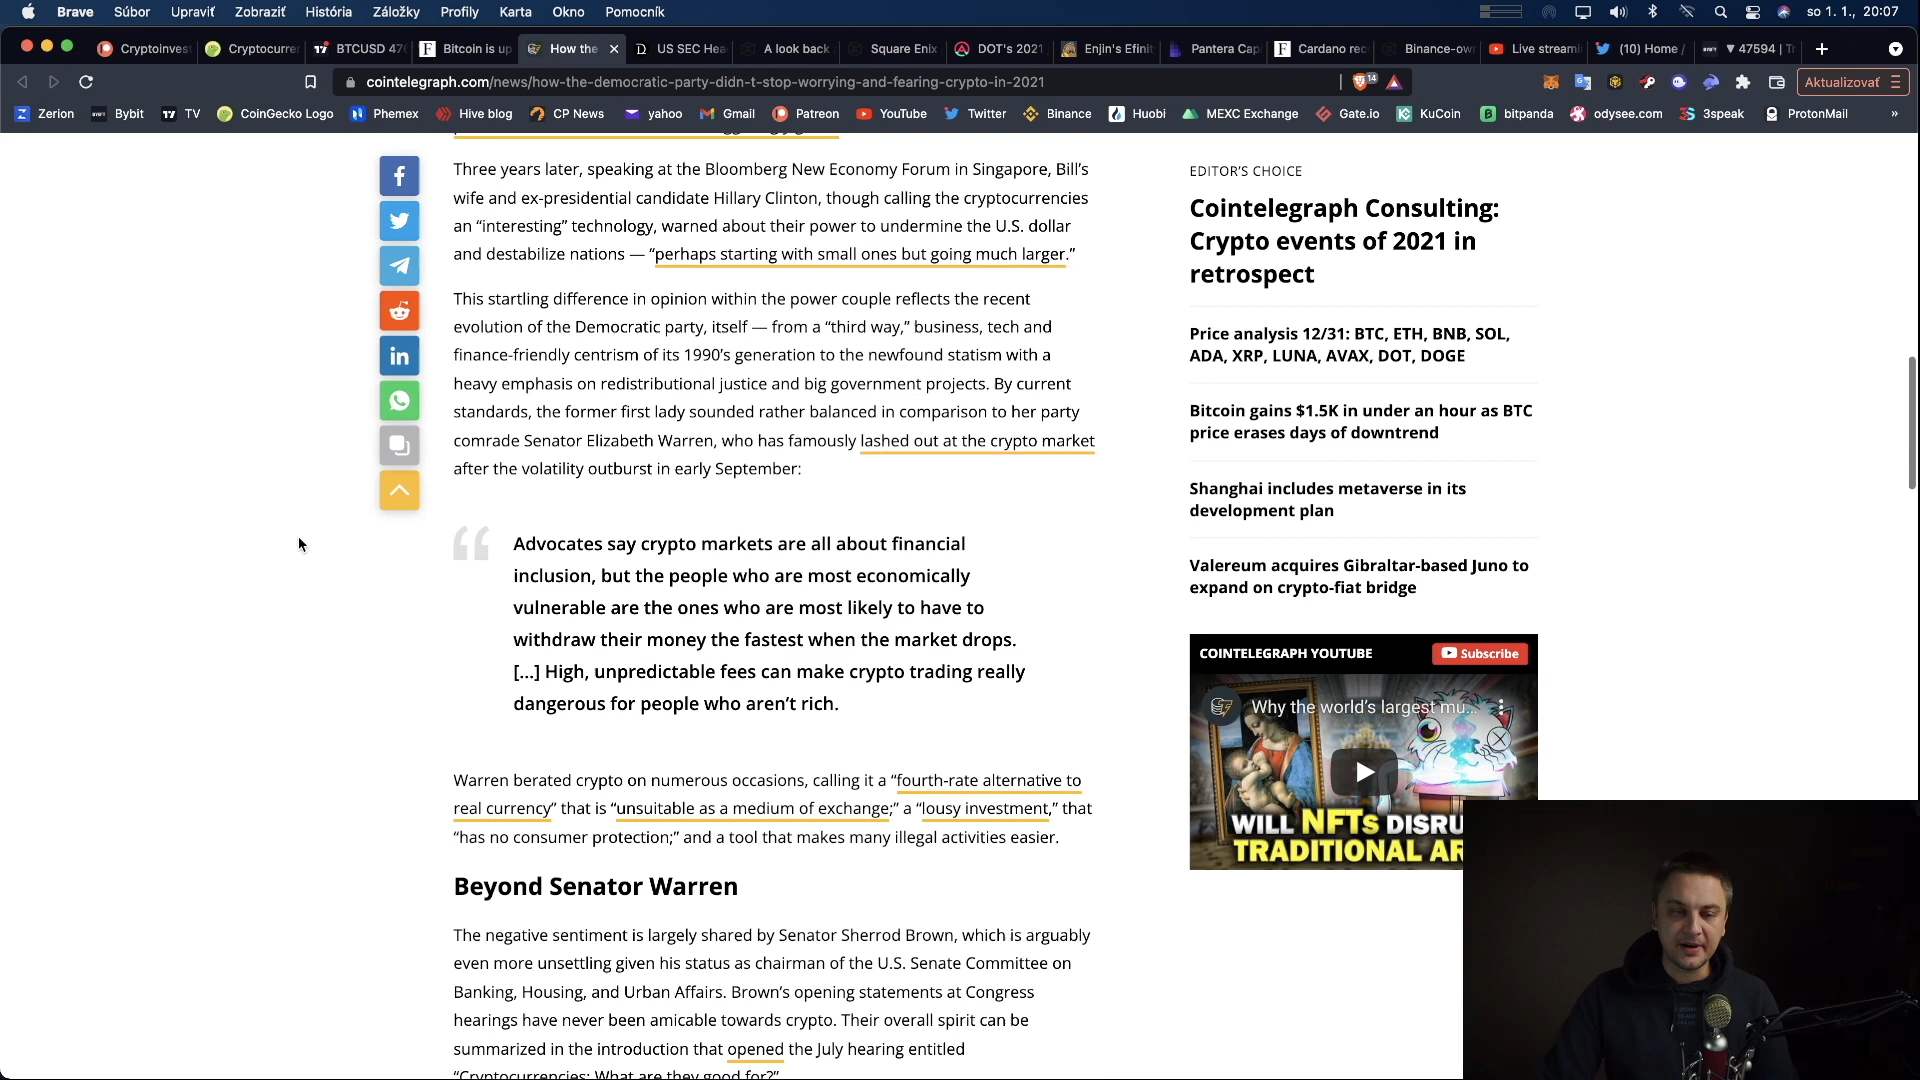 Brave Súbor Upraviť Zobraziť História Záložky Profily Karta Okno Pomocník so 1. 1., 20:07
Cryptoinvest Cryptocurre BTCUSD 47 Bitcoin is up How the US SEC Hea A look back Square Enix DOT's 2021 Enjin's Efinit Pantera Cap Cardano rec Binance-own Live streami (10) Home / 47594 | Tr
cointelegraph.com/news/how-the-democratic-party-didn-t-stop-worrying-and-fearing-crypto-in-2021 14 Aktualizovať
Zerion Bybit TV CoinGecko Logo Phemex Hive blog CP News yahoo Gmail Patreon YouTube Twitter Binance Huobi MEXC Exchange Gate.io KuCoin bitpanda odysee.com 3speak ProtonMail »
Three years later, speaking at the Bloomberg New Economy Forum in Singapore, Bill’s
wife and ex-presidential candidate Hillary Clinton, though calling the cryptocurrencies
an “interesting” technology, warned about their power to undermine the U.S. dollar
and destabilize nations — “perhaps starting with small ones but going much larger.”
This startling difference in opinion within the power couple reflects the recent
evolution of the Democratic party, itself — from a “third way,” business, tech and
finance-friendly centrism of its 1990’s generation to the newfound statism with a
heavy emphasis on redistributional justice and big government projects. By current
standards, the former first lady sounded rather balanced in comparison to her party
comrade Senator Elizabeth Warren, who has famously lashed out at the crypto market
after the volatility outburst in early September:
Advocates say crypto markets are all about financial
inclusion, but the people who are most economically
vulnerable are the ones who are most likely to have to
withdraw their money the fastest when the market drops.
[...] High, unpredictable fees can make crypto trading really
dangerous for people who aren’t rich.
Warren berated crypto on numerous occasions, calling it a “fourth-rate alternative to
real currency” that is “unsuitable as a medium of exchange;” a “lousy investment,” that
“has no consumer protection;” and a tool that makes many illegal activities easier.
Beyond Senator Warren
The negative sentiment is largely shared by Senator Sherrod Brown, which is arguably
even more unsettling given his status as chairman of the U.S. Senate Committee on
Banking, Housing, and Urban Affairs. Brown’s opening statements at Congress
hearings have never been amicable towards crypto. Their overall spirit can be
summarized in the introduction that opened the July hearing entitled
“Cryptocurrencies: What are they good for?”
EDITOR’S CHOICE
Cointelegraph Consulting:
Crypto events of 2021 in
retrospect
Price analysis 12/31: BTC, ETH, BNB, SOL,
ADA, XRP, LUNA, AVAX, DOT, DOGE
Bitcoin gains $1.5K in under an hour as BTC
price erases days of downtrend
Shanghai includes metaverse in its
development plan
Valereum acquires Gibraltar-based Juno to
expand on crypto-fiat bridge
COINTELEGRAPH YOUTUBE Subscribe
Why the world’s largest mu...
WILL NFTs DISRU
TRADITIONAL AR